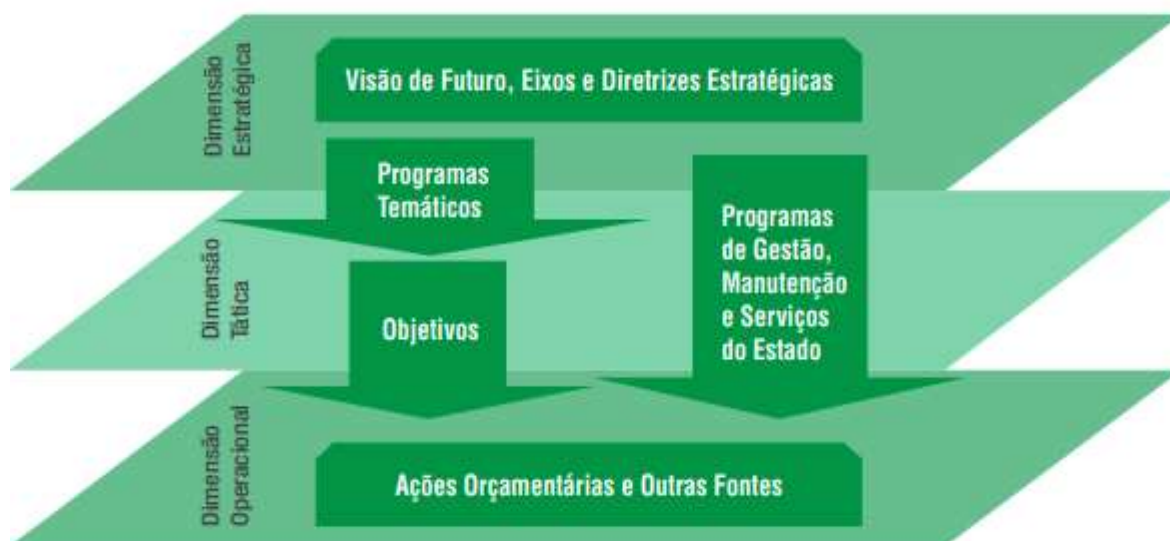 Dimensão
Estratégica
Visão de Futuro, Eixos e Diretrizes Estratégicas
Programas
Temáticos
Programas
de Gestão,
Manutenção
e Serviços
do Estado
Dimensão
Tática
Objetivos
Dimensão
Operacional
Ações Orçamentárias e Outras Fontes